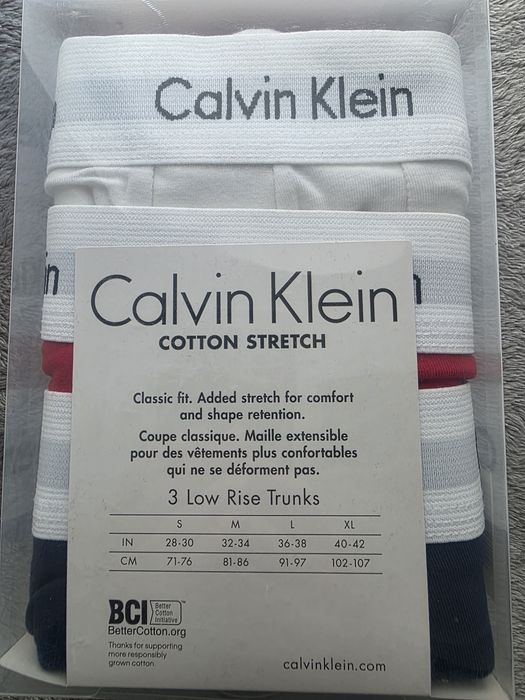 Calvin Klein
in
n
Calvin Klein
COTTON STRETCH
Classic fit. Added stretch for comfort
and shape retention.
Coupe classique. Maille extensible
pour des vêtements plus confortables
qui ne se déforment pas.
3 Low Rise Trunks
S M L XL
IN 28-30 32-34 36-38 40-42
CM 71-76 81-86 91-97 102-107
BCI Better
Cotton
Initiative™
BetterCotton.org
Thanks for supporting
more responsibly
grown cotton.
calvinklein.com